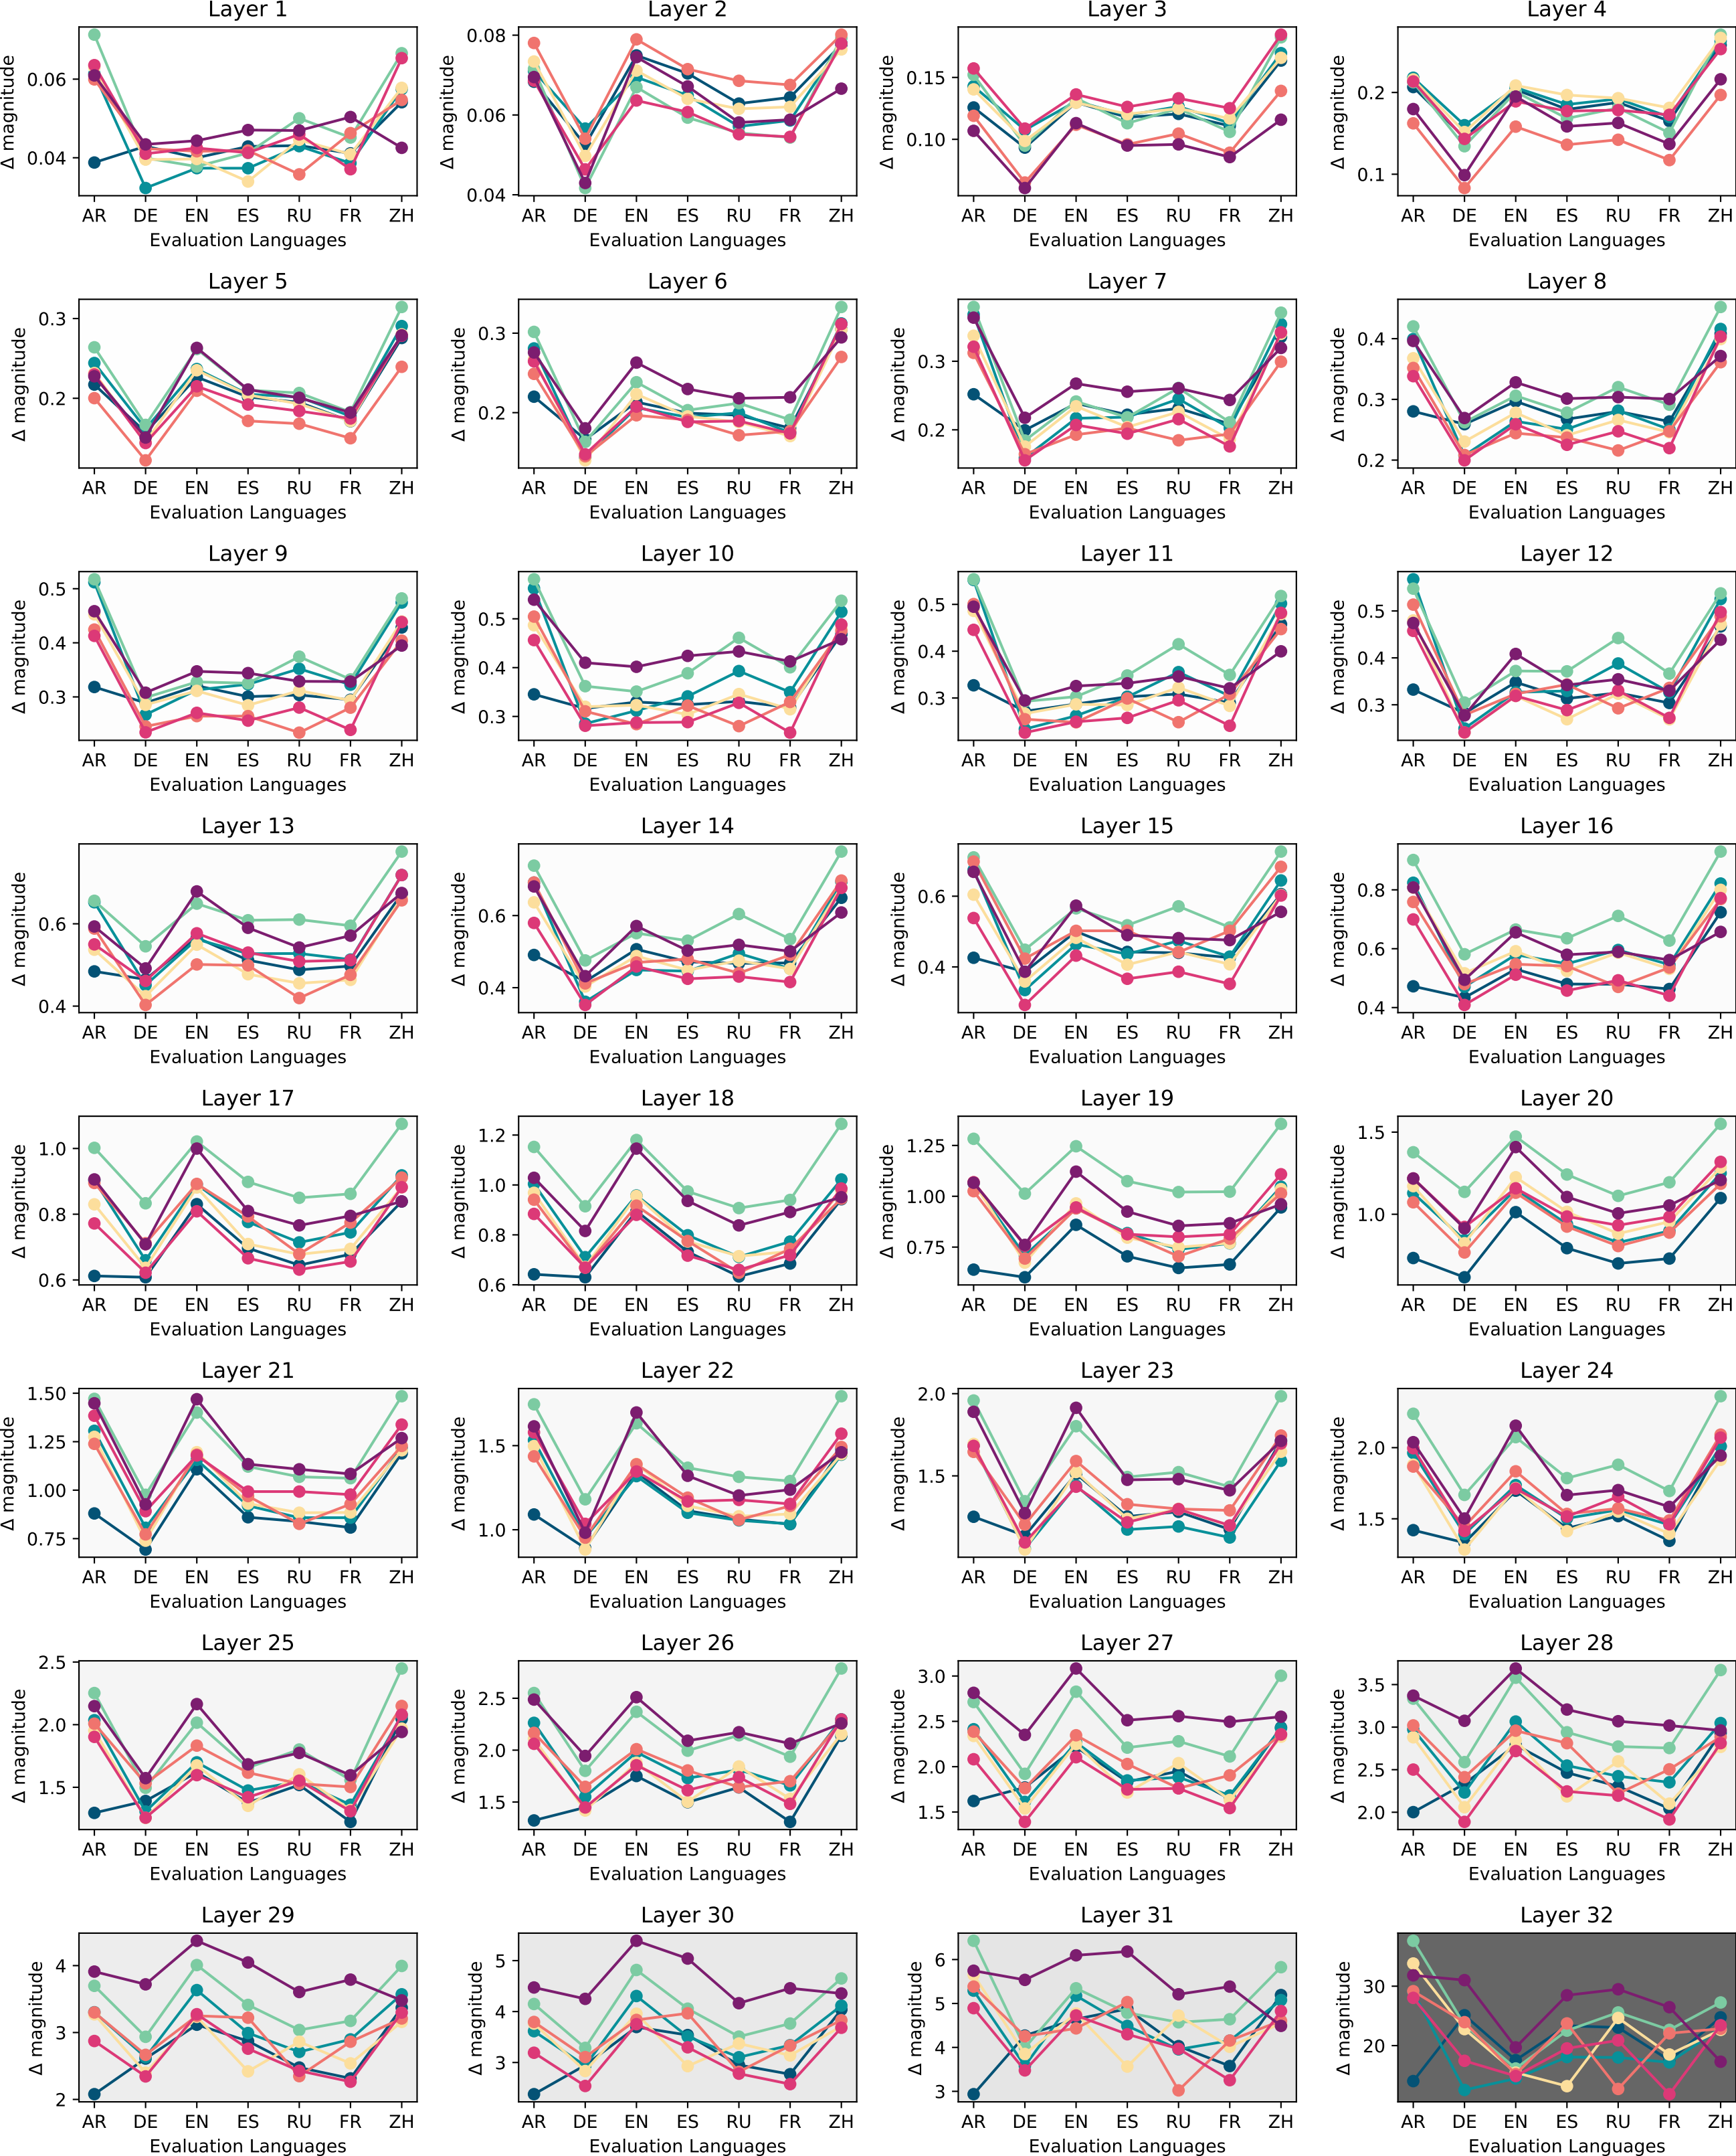 Layer 1 Layer 2 Layer 3 Layer 4
Δ magnitude Δ magnitude Δ magnitude Δ magnitude
0.06 0.08 0.15 0.2
0.04 0.06 0.10 0.1
0.04
AR DE EN ES RU FR ZH AR DE EN ES RU FR ZH AR DE EN ES RU FR ZH AR DE EN ES RU FR ZH
Evaluation Languages Evaluation Languages Evaluation Languages Evaluation Languages
Layer 5 Layer 6 Layer 7 Layer 8
Δ magnitude Δ magnitude Δ magnitude Δ magnitude
0.3 0.3 0.3 0.4
0.2 0.2 0.2 0.3
0.2
AR DE EN ES RU FR ZH AR DE EN ES RU FR ZH AR DE EN ES RU FR ZH AR DE EN ES RU FR ZH
Evaluation Languages Evaluation Languages Evaluation Languages Evaluation Languages
Layer 9 Layer 10 Layer 11 Layer 12
Δ magnitude Δ magnitude Δ magnitude Δ magnitude
0.5 0.5 0.5 0.5
0.4 0.4 0.4 0.4
0.3 0.3 0.3 0.3
AR DE EN ES RU FR ZH AR DE EN ES RU FR ZH AR DE EN ES RU FR ZH AR DE EN ES RU FR ZH
Evaluation Languages Evaluation Languages Evaluation Languages Evaluation Languages
Layer 13 Layer 14 Layer 15 Layer 16
Δ magnitude Δ magnitude Δ magnitude Δ magnitude
0.6 0.6 0.6 0.8
0.4 0.4 0.4 0.6
0.4
AR DE EN ES RU FR ZH AR DE EN ES RU FR ZH AR DE EN ES RU FR ZH AR DE EN ES RU FR ZH
Evaluation Languages Evaluation Languages Evaluation Languages Evaluation Languages
Layer 17 Layer 18 Layer 19 Layer 20
Δ magnitude Δ magnitude Δ magnitude Δ magnitude
1.0 1.2 1.25 1.5
0.8 1.0 1.00 1.0
0.6 0.8 0.75
0.6
AR DE EN ES RU FR ZH AR DE EN ES RU FR ZH AR DE EN ES RU FR ZH AR DE EN ES RU FR ZH
Evaluation Languages Evaluation Languages Evaluation Languages Evaluation Languages
Layer 21 Layer 22 Layer 23 Layer 24
Δ magnitude Δ magnitude Δ magnitude Δ magnitude
1.50 1.5 2.0 2.0
1.25 1.0 1.5 1.5
1.00
0.75
AR DE EN ES RU FR ZH AR DE EN ES RU FR ZH AR DE EN ES RU FR ZH AR DE EN ES RU FR ZH
Evaluation Languages Evaluation Languages Evaluation Languages Evaluation Languages
Layer 25 Layer 26 Layer 27 Layer 28
Δ magnitude Δ magnitude Δ magnitude Δ magnitude
2.5 2.5 3.0 3.5
2.0 2.0 2.5 3.0
1.5 1.5 2.0 2.5
1.5 2.0
AR DE EN ES RU FR ZH AR DE EN ES RU FR ZH AR DE EN ES RU FR ZH AR DE EN ES RU FR ZH
Evaluation Languages Evaluation Languages Evaluation Languages Evaluation Languages
Layer 29 Layer 30 Layer 31 Layer 32
Δ magnitude Δ magnitude Δ magnitude Δ magnitude
4 5 6 30
3 4 5 20
2 3 4
3
AR DE EN ES RU FR ZH AR DE EN ES RU FR ZH AR DE EN ES RU FR ZH AR DE EN ES RU FR ZH
Evaluation Languages Evaluation Languages Evaluation Languages Evaluation Languages